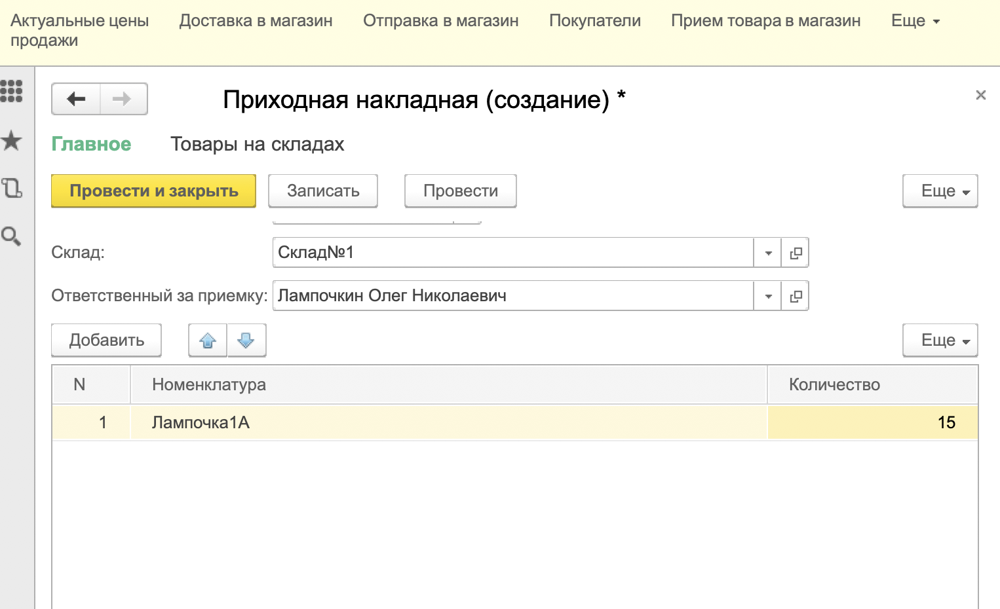 Актуальные цены продажи
Доставка в магазин
Отправка в магазин
Покупатели
Прием товара в магазин
Еще
Приходная накладная (создание) *
Главное
Товары на складах
Провести и закрыть
Записать
Провести
Еще
Склад:
Склад№1
Ответственный за приемку:
Лампочкин Олег Николаевич
Добавить
Еще
N
Номенклатура
Количество
1
Лампочка1А
15